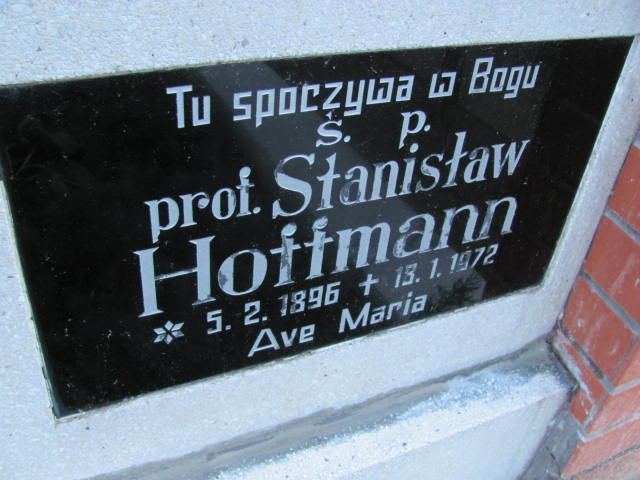 Tu spoczywa w Bogu
ś. p.
prof. Stanisław
Hoffmann
* 5. 2. 1896 + 13. 1. 1972
Ave Maria